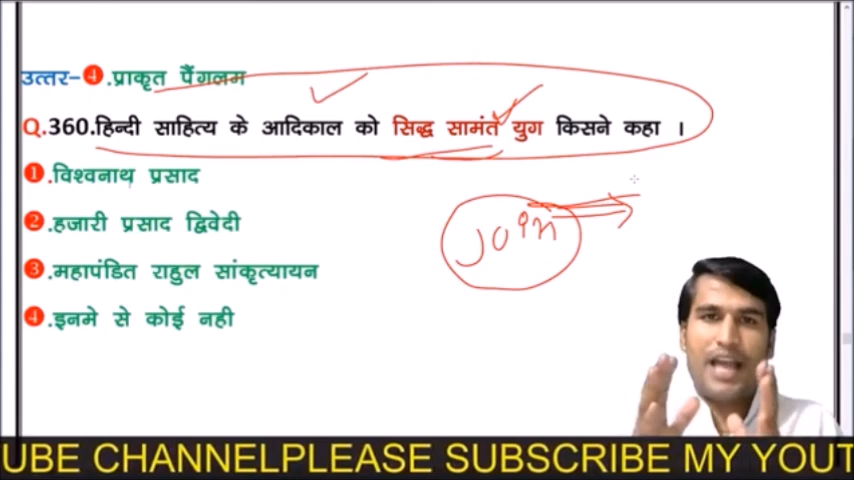 उत्तर-4.प्राकृत पैंगलम
Q.360.हिन्दी साहित्य के आदिकाल को सिद्ध सामंत युग किसने कहा ।
1.विश्वनाथ प्रसाद
2.हजारी प्रसाद द्विवेदी
Join
3.महापंडित राहुल सांकृत्यायन
4.इनमे से कोई नही
UBE CHANNELPLEASE SUBSCRIBE MY YOUT